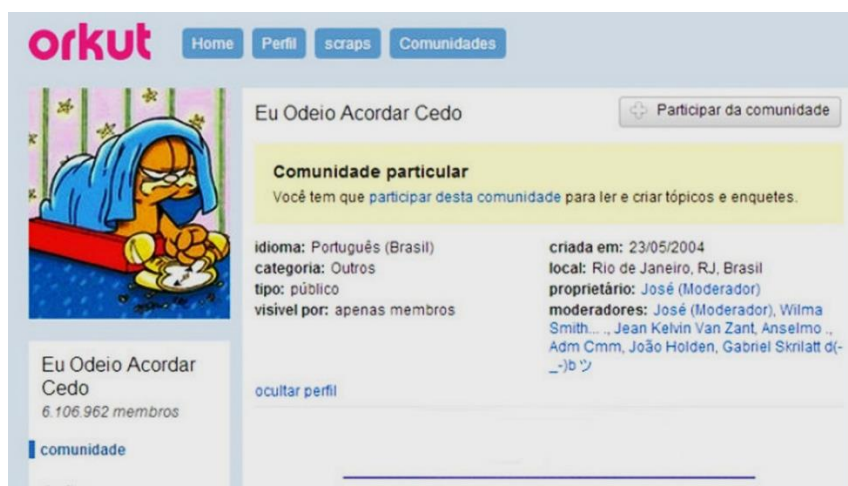 orkut
Home
Perfil
scraps
Comunidades
Eu Odeio Acordar Cedo
Participar da comunidade
Comunidade particular
Você tem que participar desta comunidade para ler e criar tópicos e enquetes.
idioma: Português (Brasil)
categoria: Outros
tipo: público
visível por: apenas membros
criada em: 23/05/2004
local: Rio de Janeiro, RJ, Brasil
proprietário: José (Moderador)
moderadores: José (Moderador), Wilma
Smith... ., Jean Kelvin Van Zant, Anselmo .,
Adm Cmm, João Holden, Gabriel Skrilatt d(-
_-)b ツ
ocultar perfil
Eu Odeio Acordar
Cedo
6.106.962 membros
comunidade